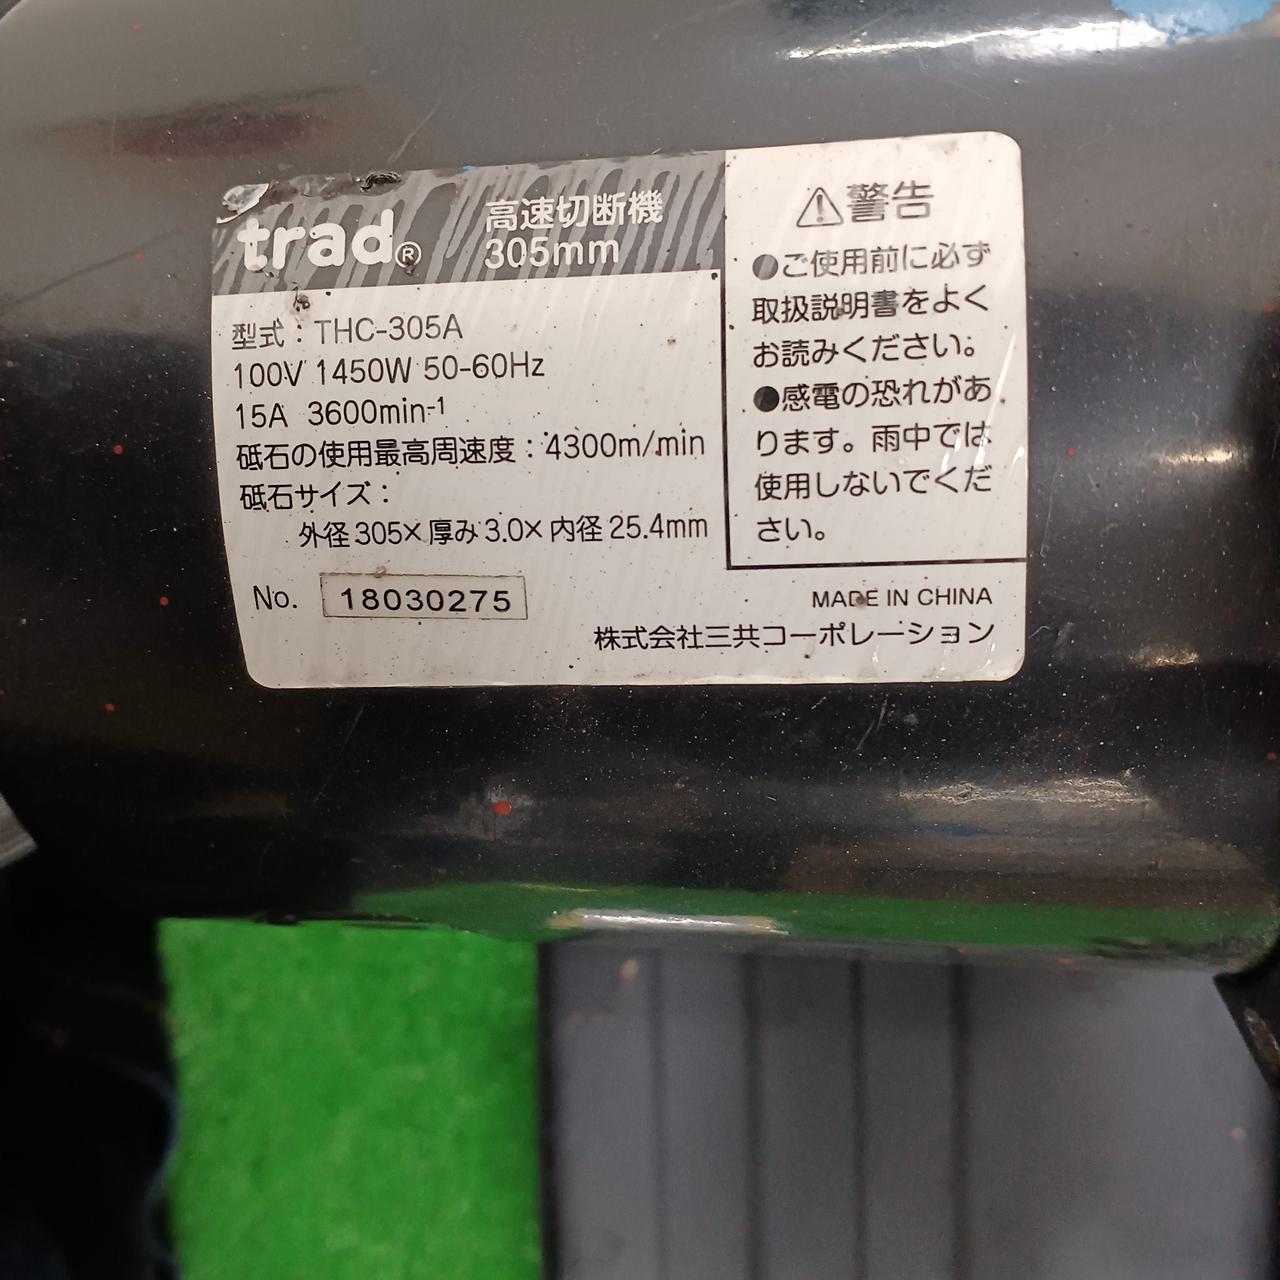 trad®
高速切断機
305mm
型式：THC-305A
100V 1450W 50-60Hz
15A 3600min-1
砥石の使用最高周速度：4300m/min
砥石サイズ：
外径305×厚み3.0×内径25.4mm
No. 18030275
⚠警告
●ご使用前に必ず
取扱説明書をよく
お読みください。
●感電の恐れがあ
ります。雨中では
使用しないでくだ
さい。
MADE IN CHINA
株式会社三共コーポレーション